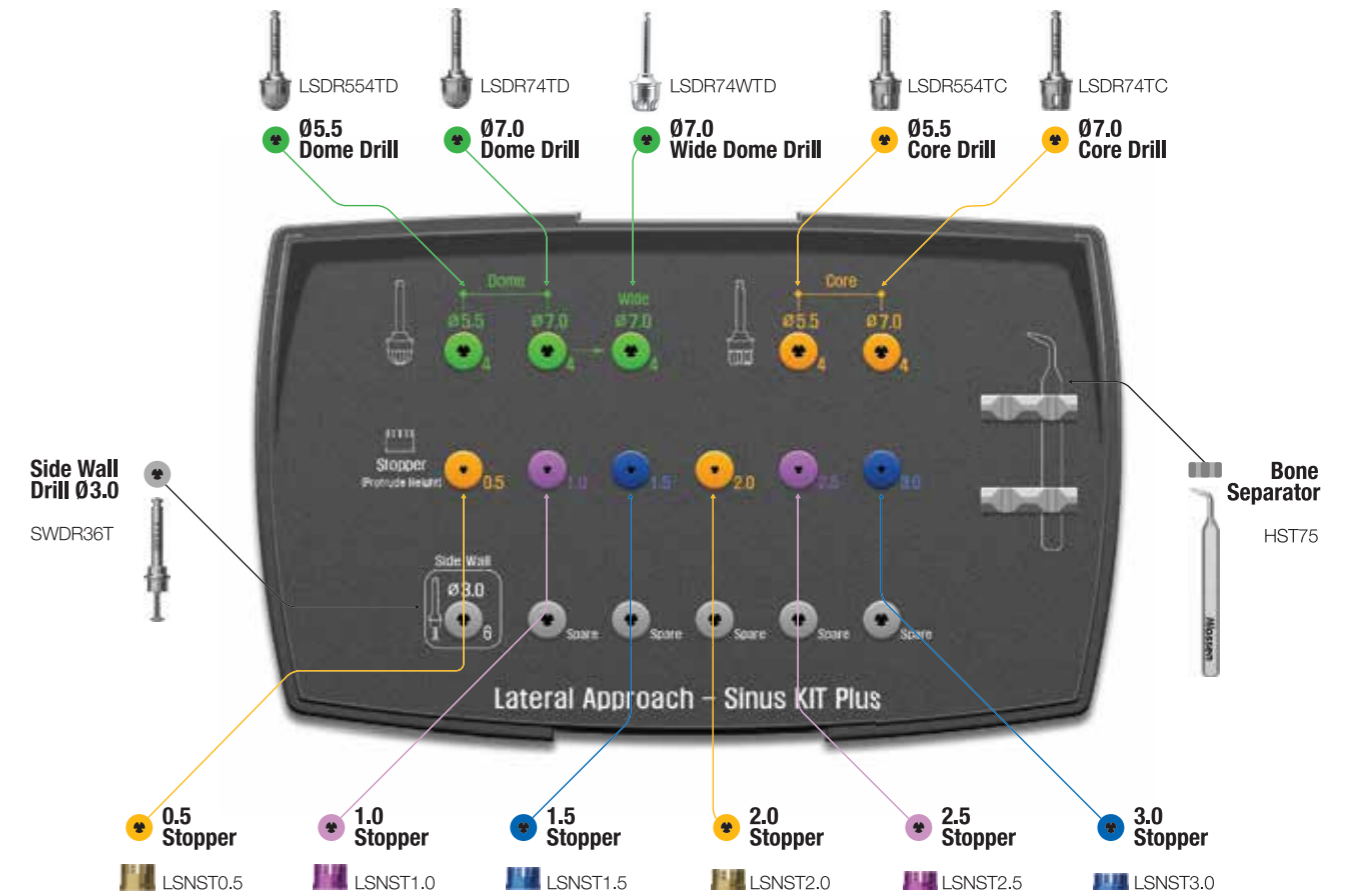 LSDR554TD
LSDR74TD
LSDR74WTD
LSDR554TC
LSDR74TC
Ø5.5
Dome Drill
Ø7.0
Dome Drill
Ø7.0
Wide Dome Drill
Ø5.5
Core Drill
Ø7.0
Core Drill
Dome
Core
Wide
Ø5.5
Ø7.0
Ø7.0
Ø5.5
Ø7.0
4
4
4
4
4
Stopper
(Protrude Height)
0.5
1.0
1.5
2.0
2.5
3.0
Side Wall
Drill Ø3.0
SWDR36T
Bone
Separator
HST75
Side Wall
Ø3.0
6
Spare
Spare
Spare
Spare
Spare
Lateral Approach – Sinus KIT Plus
0.5
Stopper
1.0
Stopper
1.5
Stopper
2.0
Stopper
2.5
Stopper
3.0
Stopper
LSNST0.5
LSNST1.0
LSNST1.5
LSNST2.0
LSNST2.5
LSNST3.0